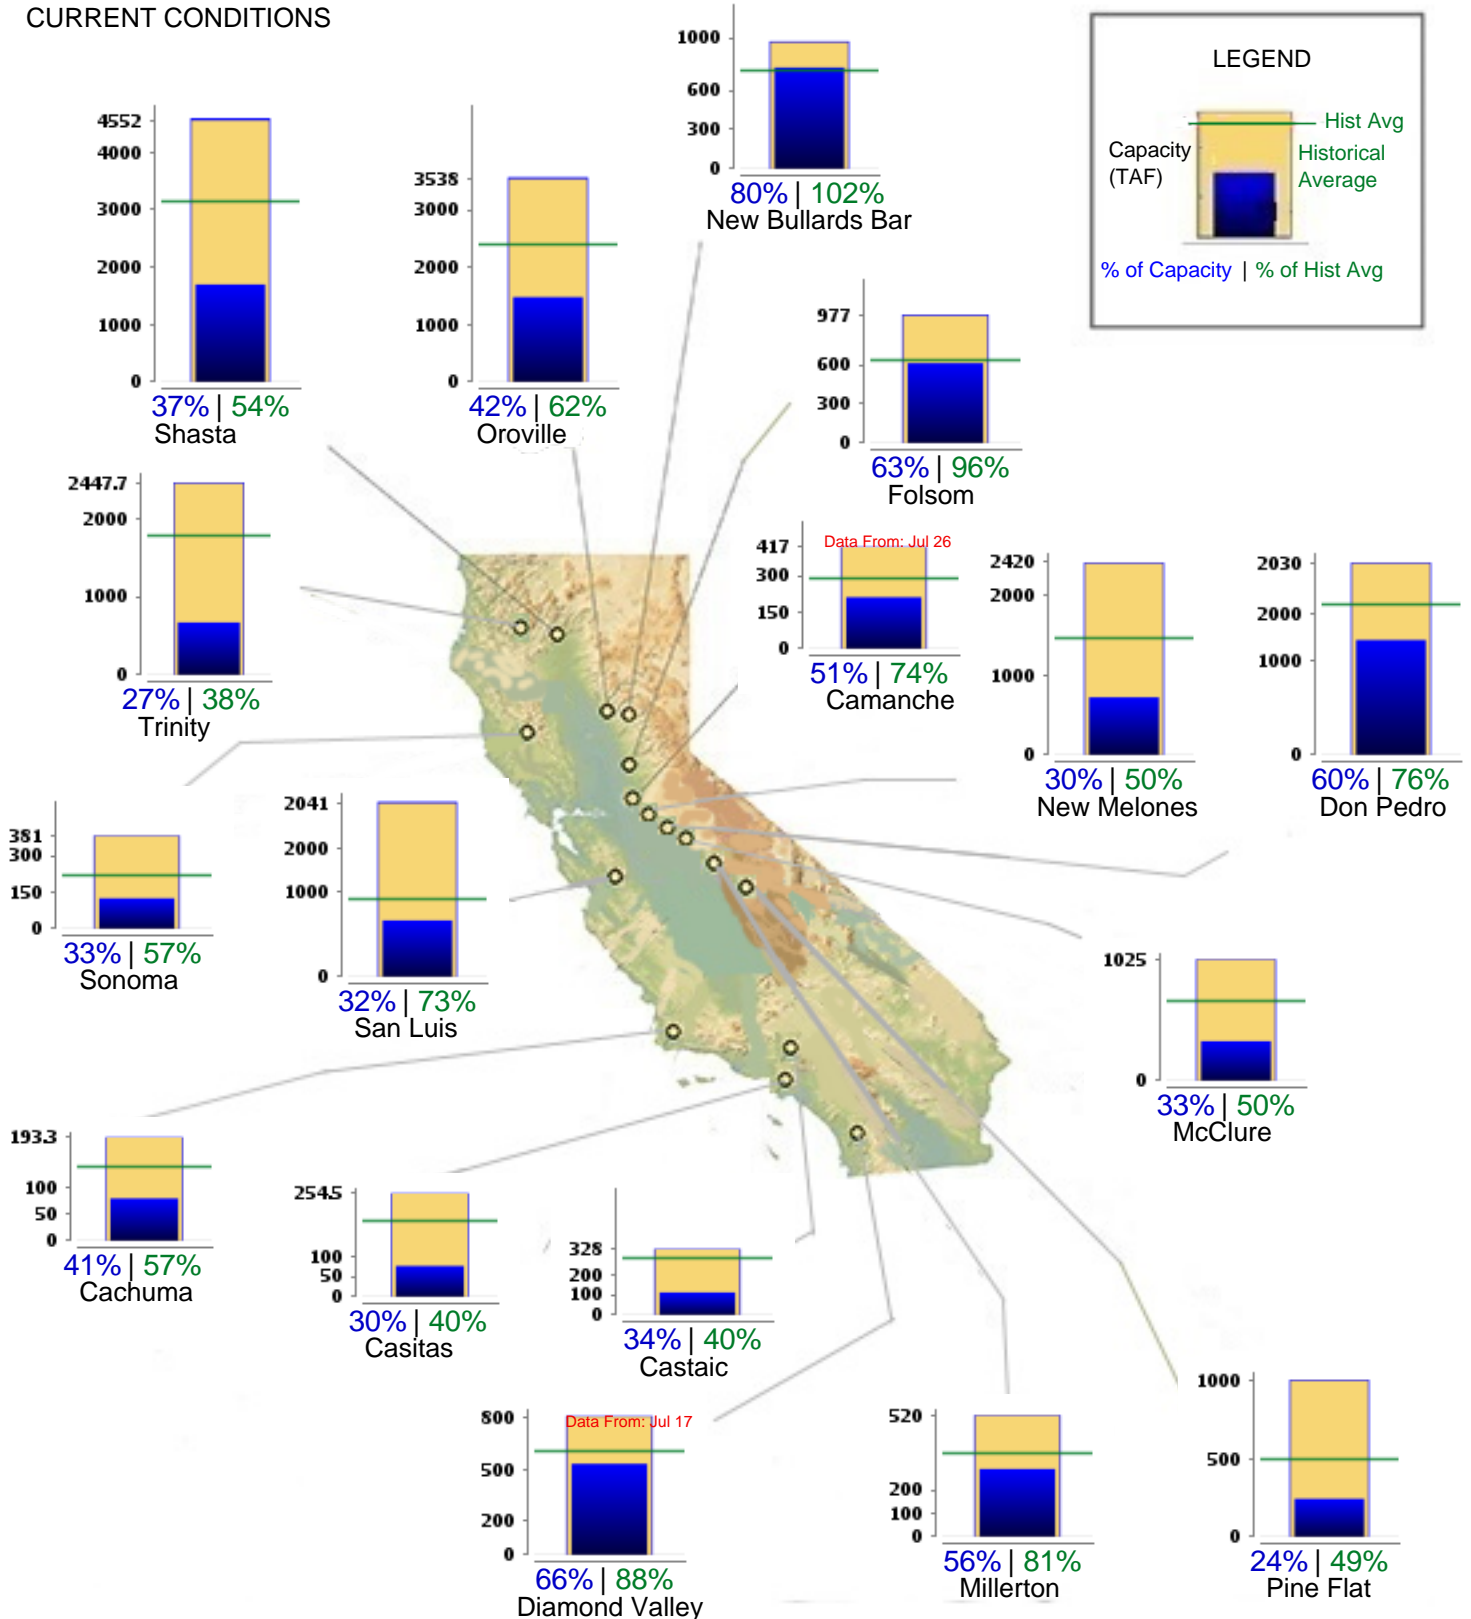 CURRENT CONDITIONS
1000
600
300
0
80% | 102%
New Bullards Bar
LEGEND
Hist Avg
Capacity
(TAF)
Historical
Average
% of Capacity | % of Hist Avg
4552
4000
3000
2000
1000
0
37% | 54%
Shasta
3538
3000
2000
1000
0
42% | 62%
Oroville
977
600
300
0
63% | 96%
Folsom
2447.7
2000
1000
0
27% | 38%
Trinity
Data From: Jul 26
417
300
150
0
51% | 74%
Camanche
2420
2000
1000
0
30% | 50%
New Melones
2030
2000
1000
0
60% | 76%
Don Pedro
381
300
150
0
33% | 57%
Sonoma
2041
2000
1000
0
32% | 73%
San Luis
1025
0
33% | 50%
McClure
193.3
100
50
0
41% | 57%
Cachuma
254.5
100
50
0
30% | 40%
Casitas
328
200
100
0
34% | 40%
Castaic
Data From: Jul 17
800
500
200
0
66% | 88%
Diamond Valley
520
200
100
0
56% | 81%
Millerton
1000
500
0
24% | 49%
Pine Flat